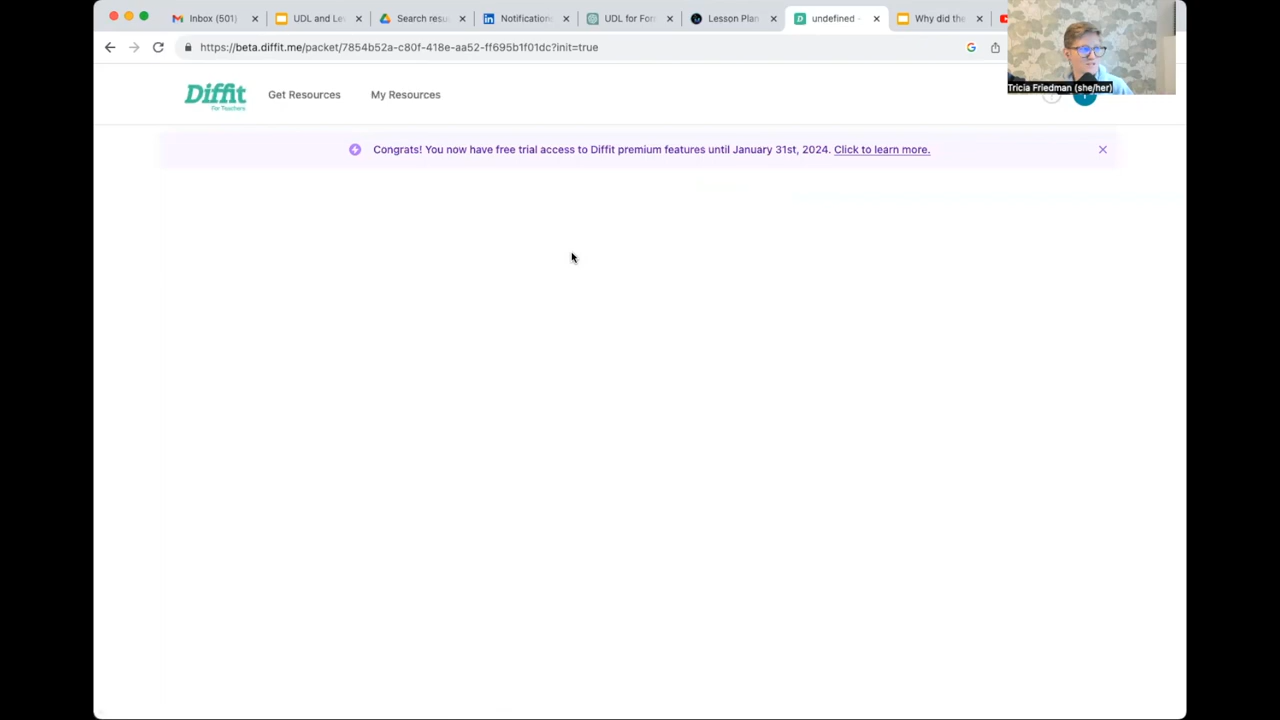 Inbox (501)
UDL and Le
Search resu
Notification
UDL for For
Lesson Plan
undefined -
Why did the
https://beta.diffit.me/packet/7854b52a-c80f-418e-aa52-ff695b1f01dc?init=true
Tricia Friedman (she/her)
Diffit
For Teachers
Get Resources
My Resources
Congrats! You now have free trial access to Diffit premium features until January 31st, 2024. Click to learn more.